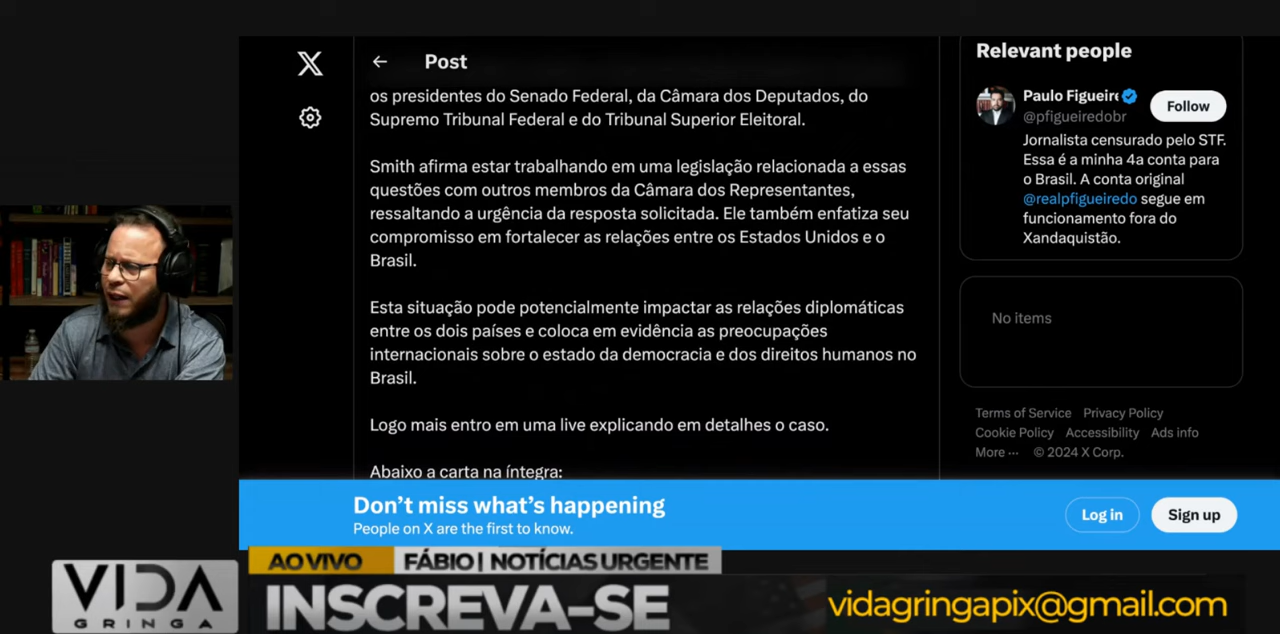 Post
os presidentes do Senado Federal, da Câmara dos Deputados, do
Supremo Tribunal Federal e do Tribunal Superior Eleitoral.
Smith afirma estar trabalhando em uma legislação relacionada a essas
questões com outros membros da Câmara dos Representantes,
ressaltando a urgência da resposta solicitada. Ele também enfatiza seu
compromisso em fortalecer as relações entre os Estados Unidos e o
Brasil.
Esta situação pode potencialmente impactar as relações diplomáticas
entre os dois países e coloca em evidência as preocupações
internacionais sobre o estado da democracia e dos direitos humanos no
Brasil.
Logo mais entro em uma live explicando em detalhes o caso.
Abaixo a carta na íntegra:
Relevant people
Paulo Figueire
@pfigueiredobr
Follow
Jornalista censurado pelo STF.
Essa é a minha 4a conta para
o Brasil. A conta original
@realpfigueiredo segue em
funcionamento fora do
Xandaquistão.
No items
Terms of Service Privacy Policy
Cookie Policy Accessibility Ads info
More ··· © 2024 X Corp.
Don’t miss what’s happening
People on X are the first to know.
Log in
Sign up
AO VIVO FÁBIO | NOTÍCIAS URGENTE
VIDA
GRINGA
INSCREVA-SE
vidagringapix@gmail.com